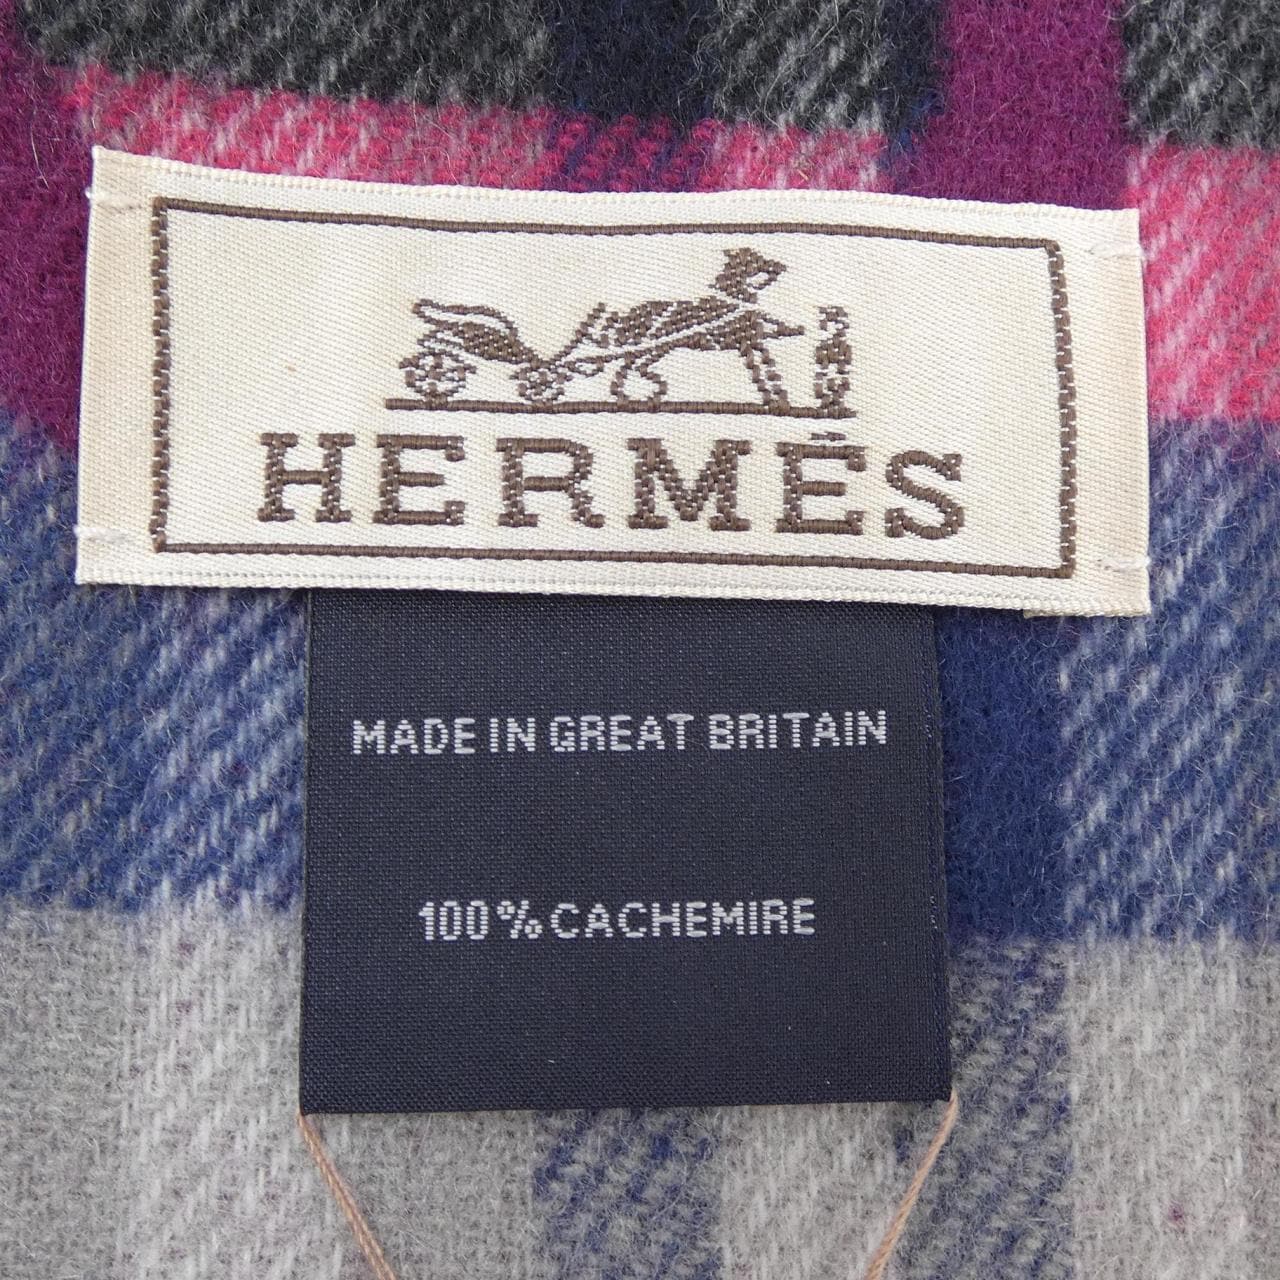 HERMÈS
MADE IN GREAT BRITAIN
100% CACHEMIRE